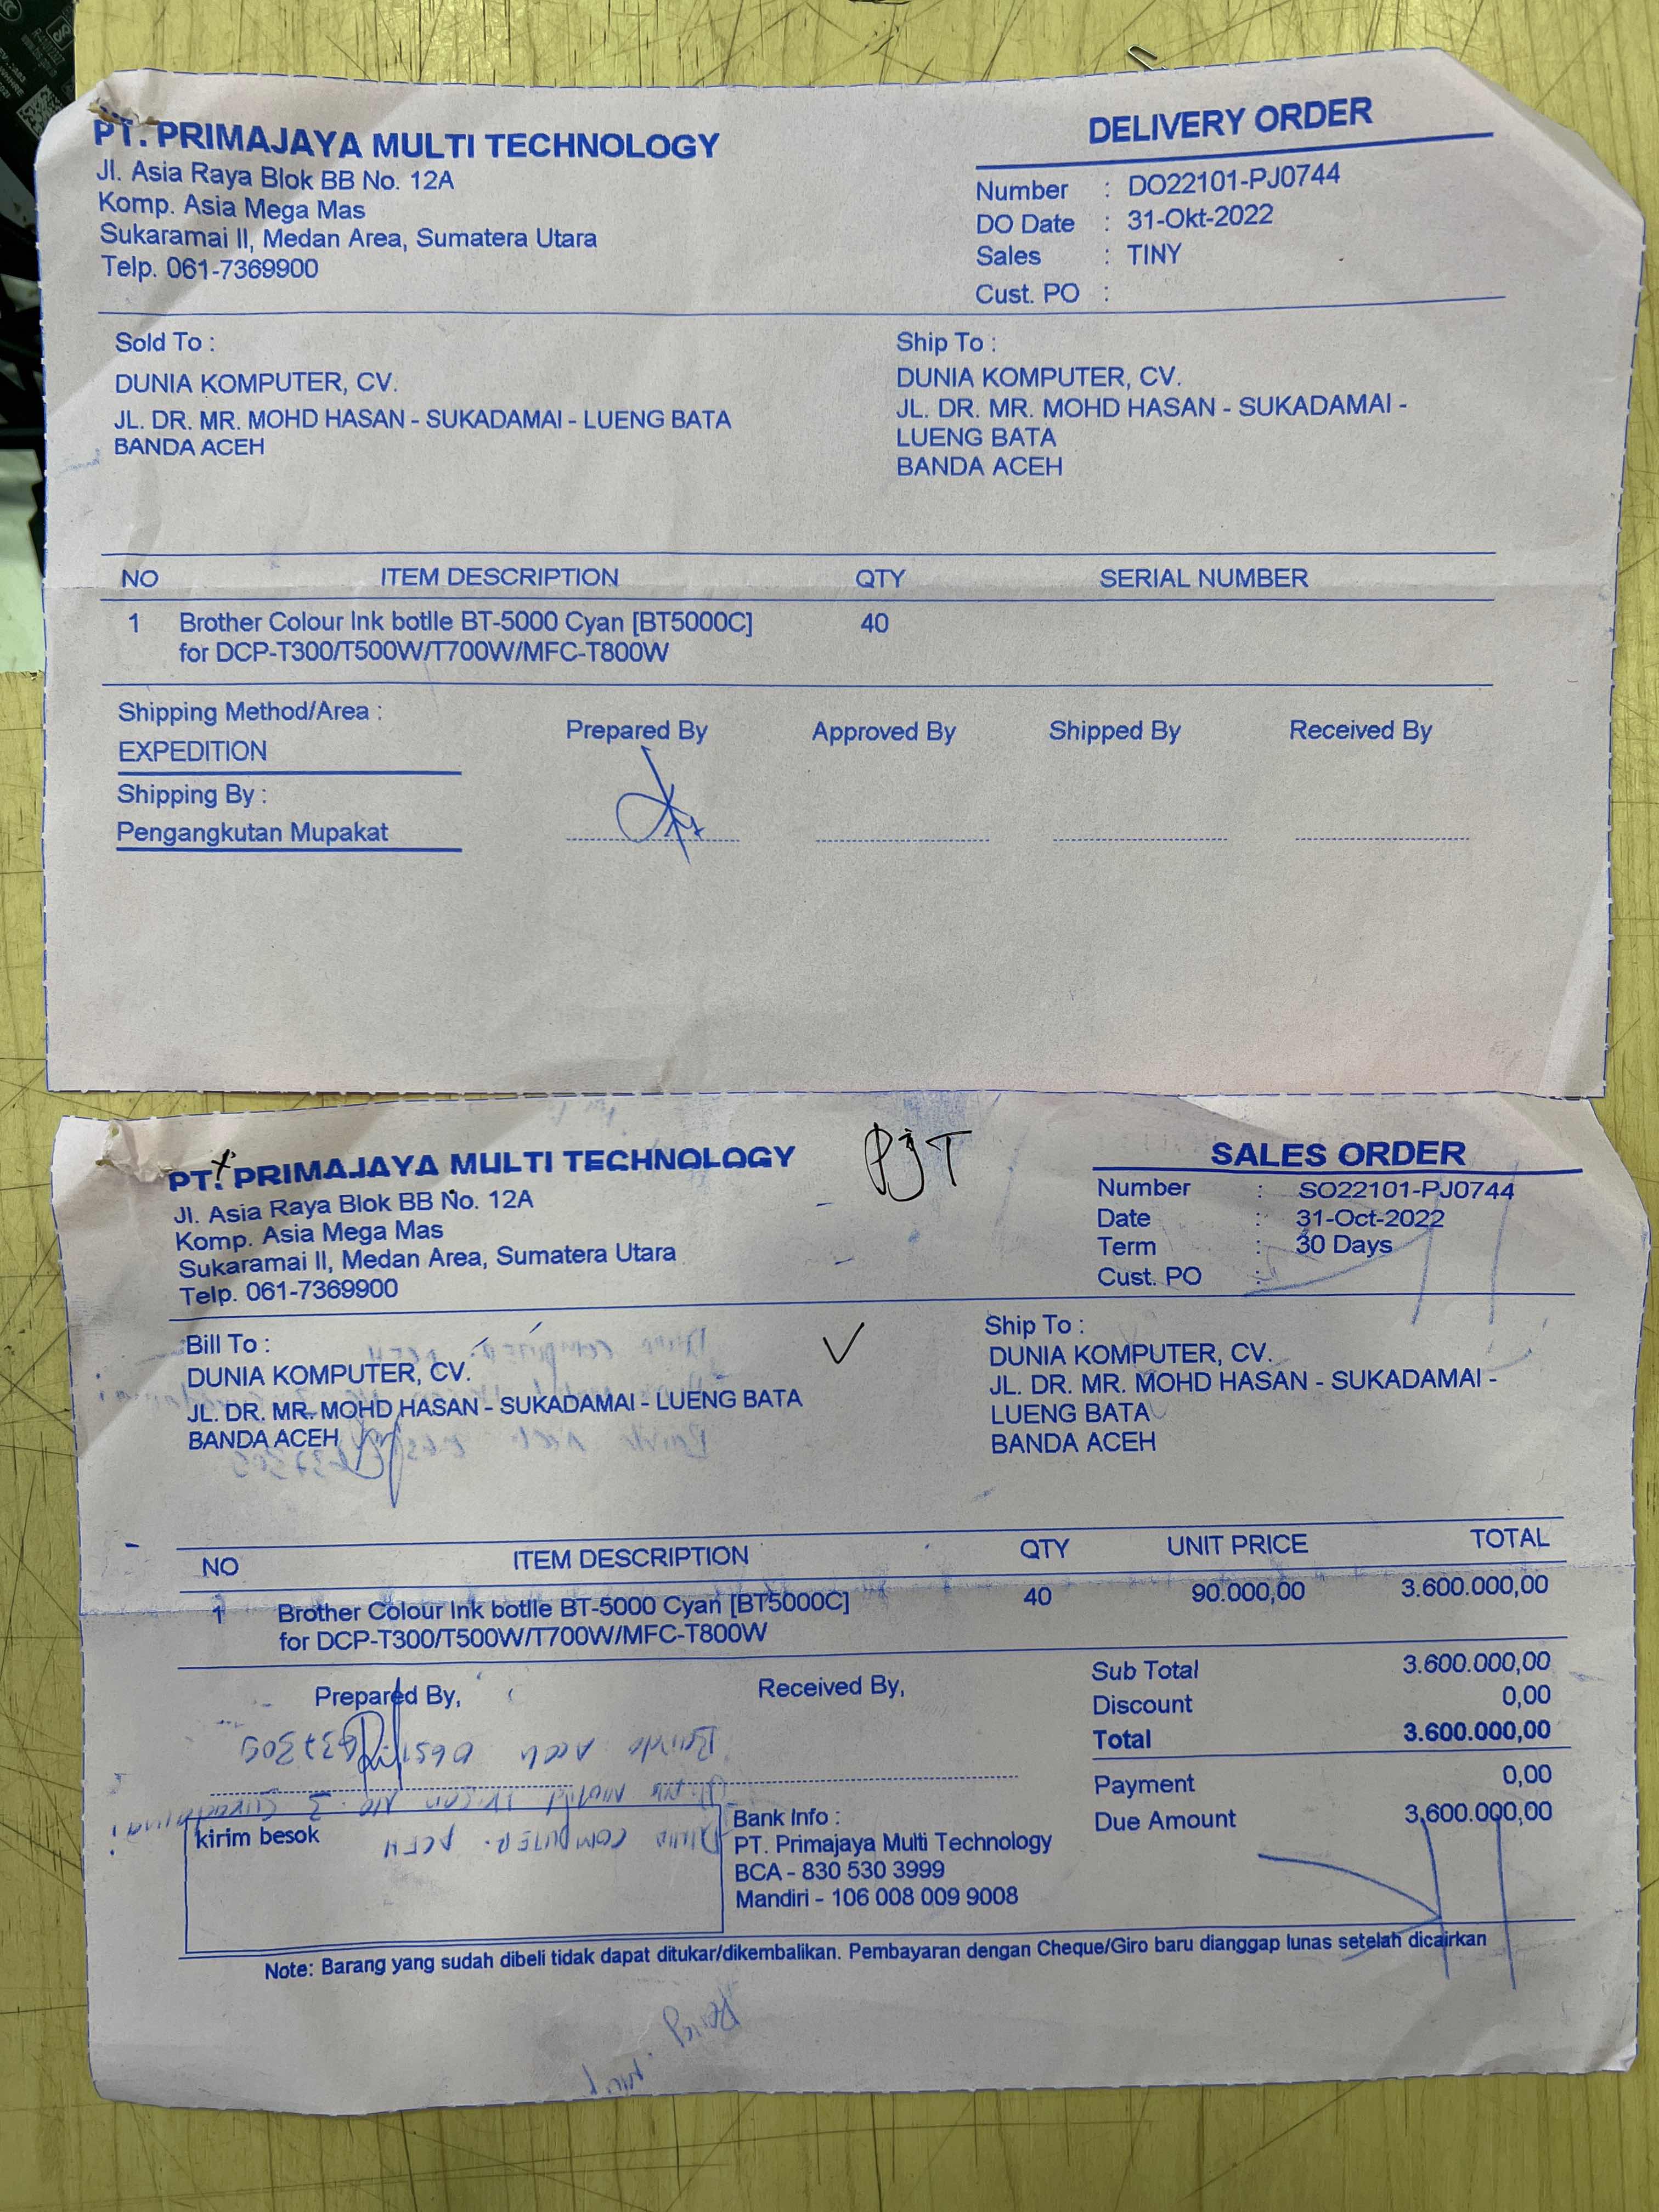 PT. PRIMAJAYA MULTI TECHNOLOGY
Jl. Asia Raya Blok BB No. 12A
Komp. Asia Mega Mas
Sukaramai II, Medan Area, Sumatera Utara
Telp. 061-7369900
DELIVERY ORDER
Number : DO22101-PJ0744
DO Date : 31-Okt-2022
Sales : TINY
Cust. PO :
Sold To :
DUNIA KOMPUTER, CV.
JL. DR. MR. MOHD HASAN - SUKADAMAI - LUENG BATA
BANDA ACEH
Ship To :
DUNIA KOMPUTER, CV.
JL. DR. MR. MOHD HASAN - SUKADAMAI -
LUENG BATA
BANDA ACEH
NO ITEM DESCRIPTION QTY SERIAL NUMBER
1 Brother Colour Ink botlle BT-5000 Cyan [BT5000C] 40
for DCP-T300/T500W/T700W/MFC-T800W
Shipping Method/Area :
EXPEDITION
Shipping By :
Pengangkutan Mupakat
Prepared By Approved By Shipped By Received By
PT. PRIMAJAYA MULTI TECHNOLOGY
Jl. Asia Raya Blok BB No. 12A
Komp. Asia Mega Mas
Sukaramai II, Medan Area, Sumatera Utara
Telp. 061-7369900
PJT
SALES ORDER
Number : SO22101-PJ0744
Date : 31-Oct-2022
Term : 30 Days
Cust. PO :
Bill To :
DUNIA KOMPUTER, CV.
JL. DR. MR. MOHD HASAN - SUKADAMAI - LUENG BATA
BANDA ACEH
Ship To :
DUNIA KOMPUTER, CV.
JL. DR. MR. MOHD HASAN - SUKADAMAI -
LUENG BATA
BANDA ACEH
NO ITEM DESCRIPTION QTY UNIT PRICE TOTAL
1 Brother Colour Ink botlle BT-5000 Cyan [BT5000C] 40 90.000,00 3.600.000,00
for DCP-T300/T500W/T700W/MFC-T800W
Prepared By, Received By,
Sub Total 3.600.000,00
Discount 0,00
Total 3.600.000,00
Payment 0,00
Due Amount 3.600.000,00
kirim besok
Bank Info :
PT. Primajaya Multi Technology
BCA - 830 530 3999
Mandiri - 106 008 009 9008
Note: Barang yang sudah dibeli tidak dapat ditukar/dikembalikan. Pembayaran dengan Cheque/Giro baru dianggap lunas setelah dicairkan